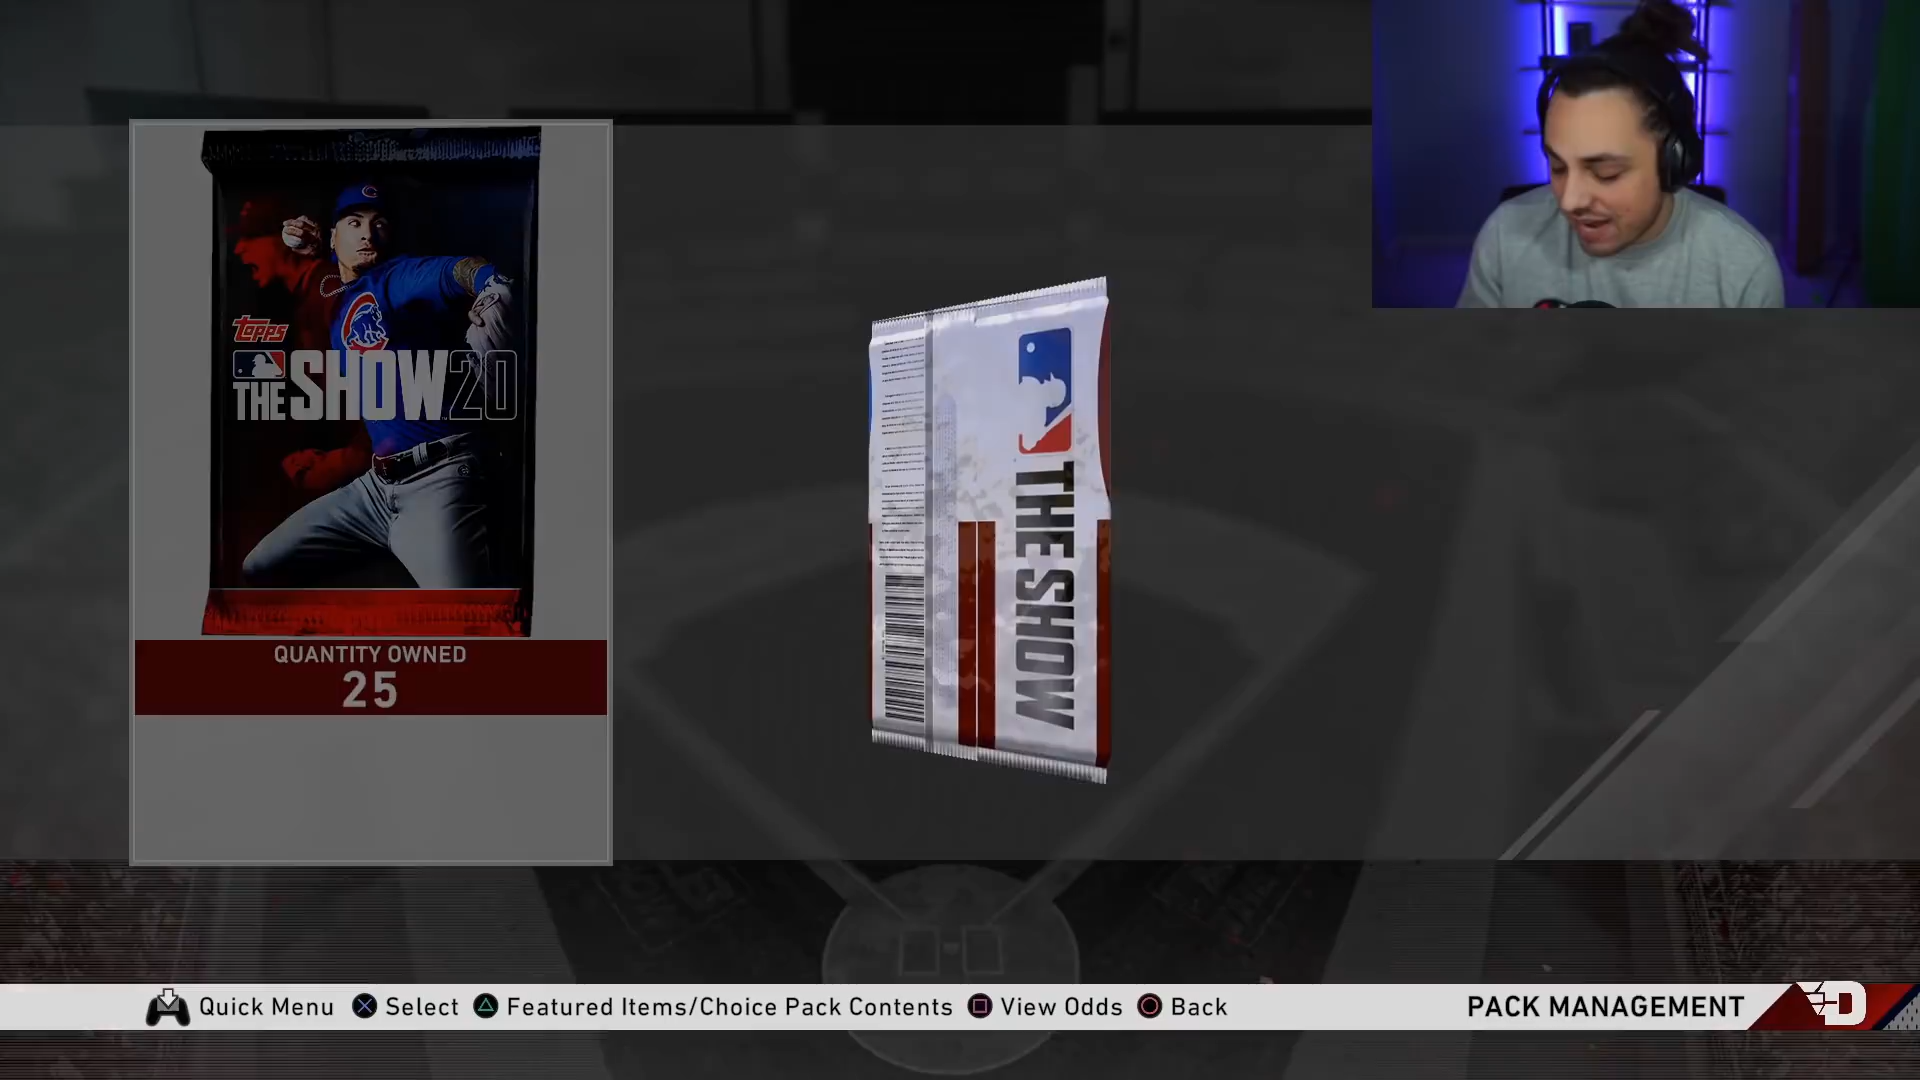 TOPPS
THE SHOW 20
QUANTITY OWNED
25
THE SHOW
Quick Menu Select Featured Items/Choice Pack Contents View Odds Back
PACK MANAGEMENT
D